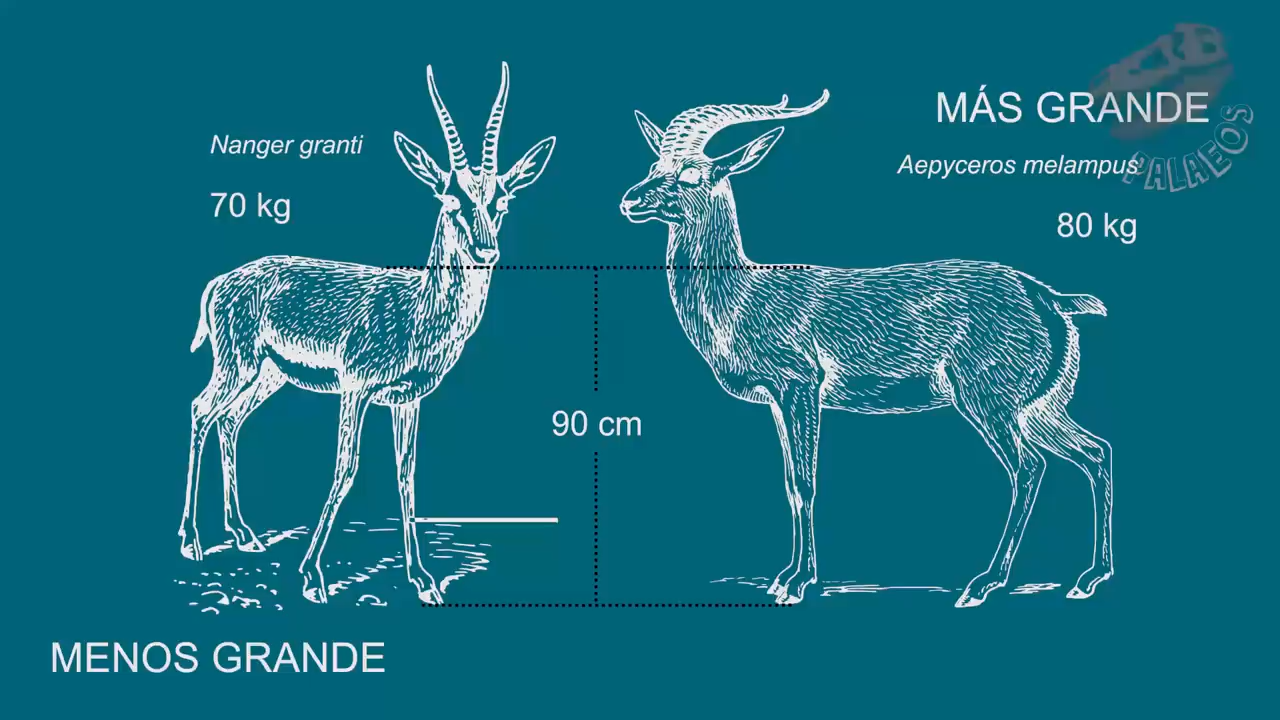 MÁS GRANDE
Nanger granti
Aepyceros melampus
70 kg
80 kg
PALAEOS
90 cm
MENOS GRANDE